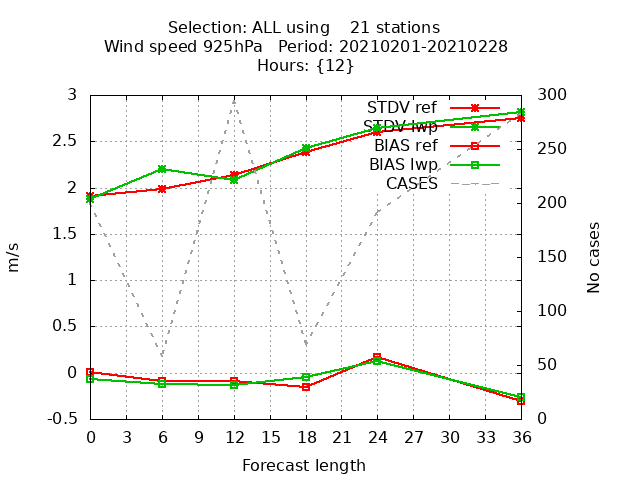 Selection: ALL using 21 stations
Wind speed 925hPa Period: 20210201-20210228
Hours: {12}
3 300
STDV ref
STDV lwp
2.5 250
BIAS ref
BIAS lwp
CASES
2 200
1.5 150
1 100
0.5 50
0 0
-0.5
m/s
No cases
0 3 6 9 12 15 18 21 24 27 30 33 36
Forecast length